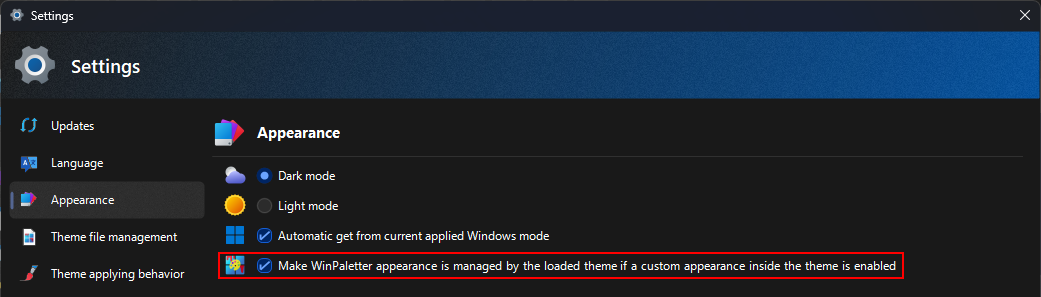 Settings
Settings
Updates
Language
Appearance
Theme file management
Theme applying behavior
Appearance
Dark mode
Light mode
Automatic get from current applied Windows mode
Make WinPaletter appearance is managed by the loaded theme if a custom appearance inside the theme is enabled